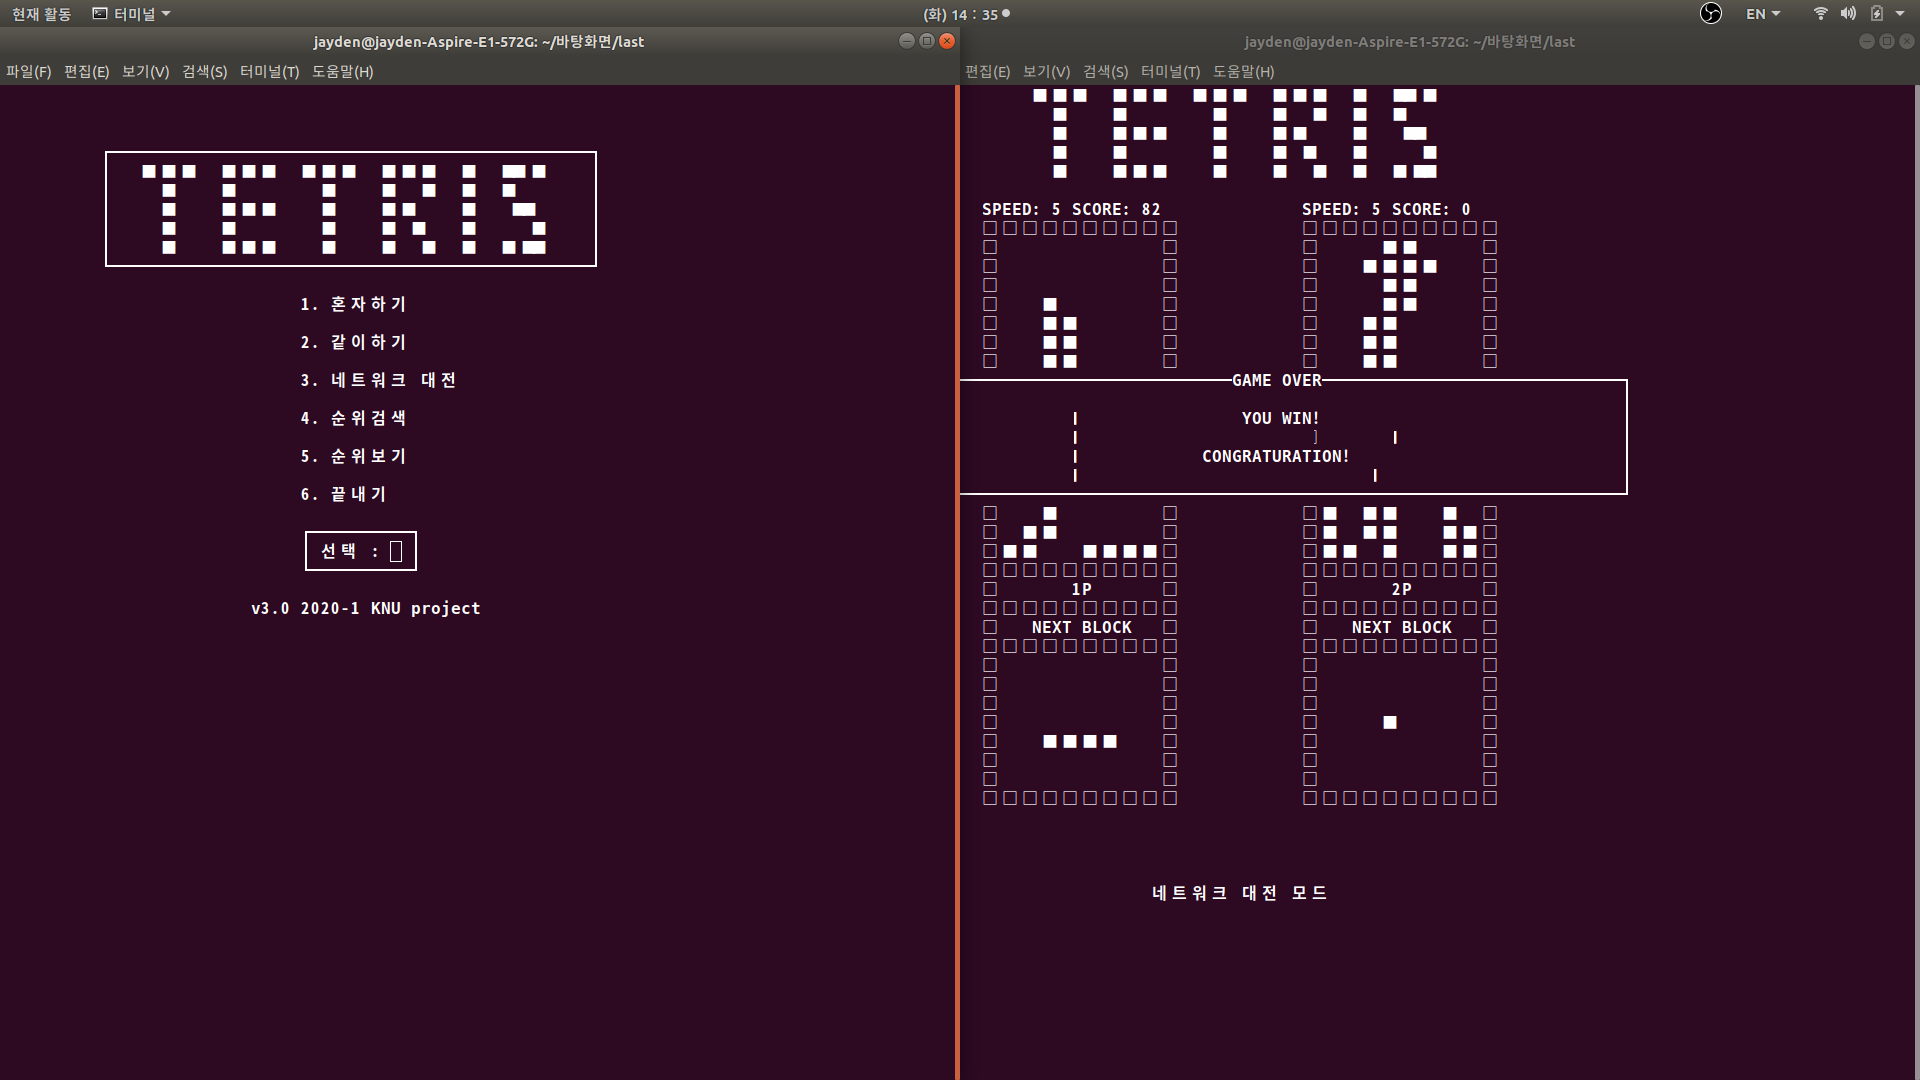 현재 활동 터미널 (화) 14 : 35 EN
jayden@jayden-Aspire-E1-572G: ~/바탕화면/last
파일(F) 편집(E) 보기(V) 검색(S) 터미널(T) 도움말(H)
TETRIS
1. 혼자하기
2. 같이하기
3. 네트워크 대전
4. 순위검색
5. 순위보기
6. 끝내기
선택 :
v3.0 2020-1 KNU project
jayden@jayden-Aspire-E1-572G: ~/바탕화면/last
편집(E) 보기(V) 검색(S) 터미널(T) 도움말(H)
TETRIS
SPEED: 5 SCORE: 82 SPEED: 5 SCORE: 0
GAME OVER
YOU WIN!
CONGRATURATION!
1P 2P
NEXT BLOCK NEXT BLOCK
네트워크 대전 모드